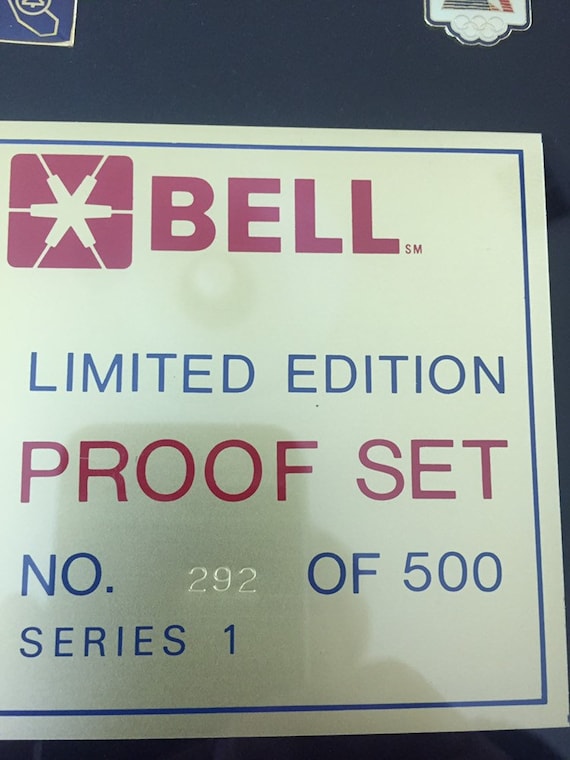 BELL SM
LIMITED EDITION
PROOF SET
NO. 292 OF 500
SERIES 1